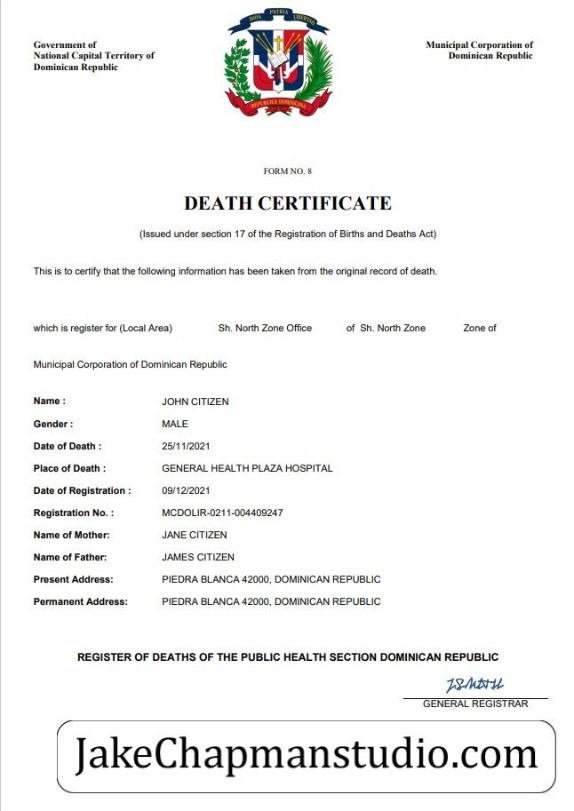 DIOS PATRIA LIBERTAD
Government of
National Capital Territory of
Dominican Republic
Municipal Corporation of
Dominican Republic
REPUBLICA DOMINICANA
FORM NO. 8
DEATH CERTIFICATE
(Issued under section 17 of the Registration of Births and Deaths Act)
This is to certify that the following information has been taken from the original record of death.
which is register for (Local Area) Sh. North Zone Office of Sh. North Zone Zone of
Municipal Corporation of Dominican Republic
Name : JOHN CITIZEN
Gender : MALE
Date of Death : 25/11/2021
Place of Death : GENERAL HEALTH PLAZA HOSPITAL
Date of Registration : 09/12/2021
Registration No. : MCDOLIR-0211-004409247
Name of Mother: JANE CITIZEN
Name of Father: JAMES CITIZEN
Present Address: PIEDRA BLANCA 42000, DOMINICAN REPUBLIC
Permanent Address: PIEDRA BLANCA 42000, DOMINICAN REPUBLIC
REGISTER OF DEATHS OF THE PUBLIC HEALTH SECTION DOMINICAN REPUBLIC
GENERAL REGISTRAR
JakeChapmanstudio.com